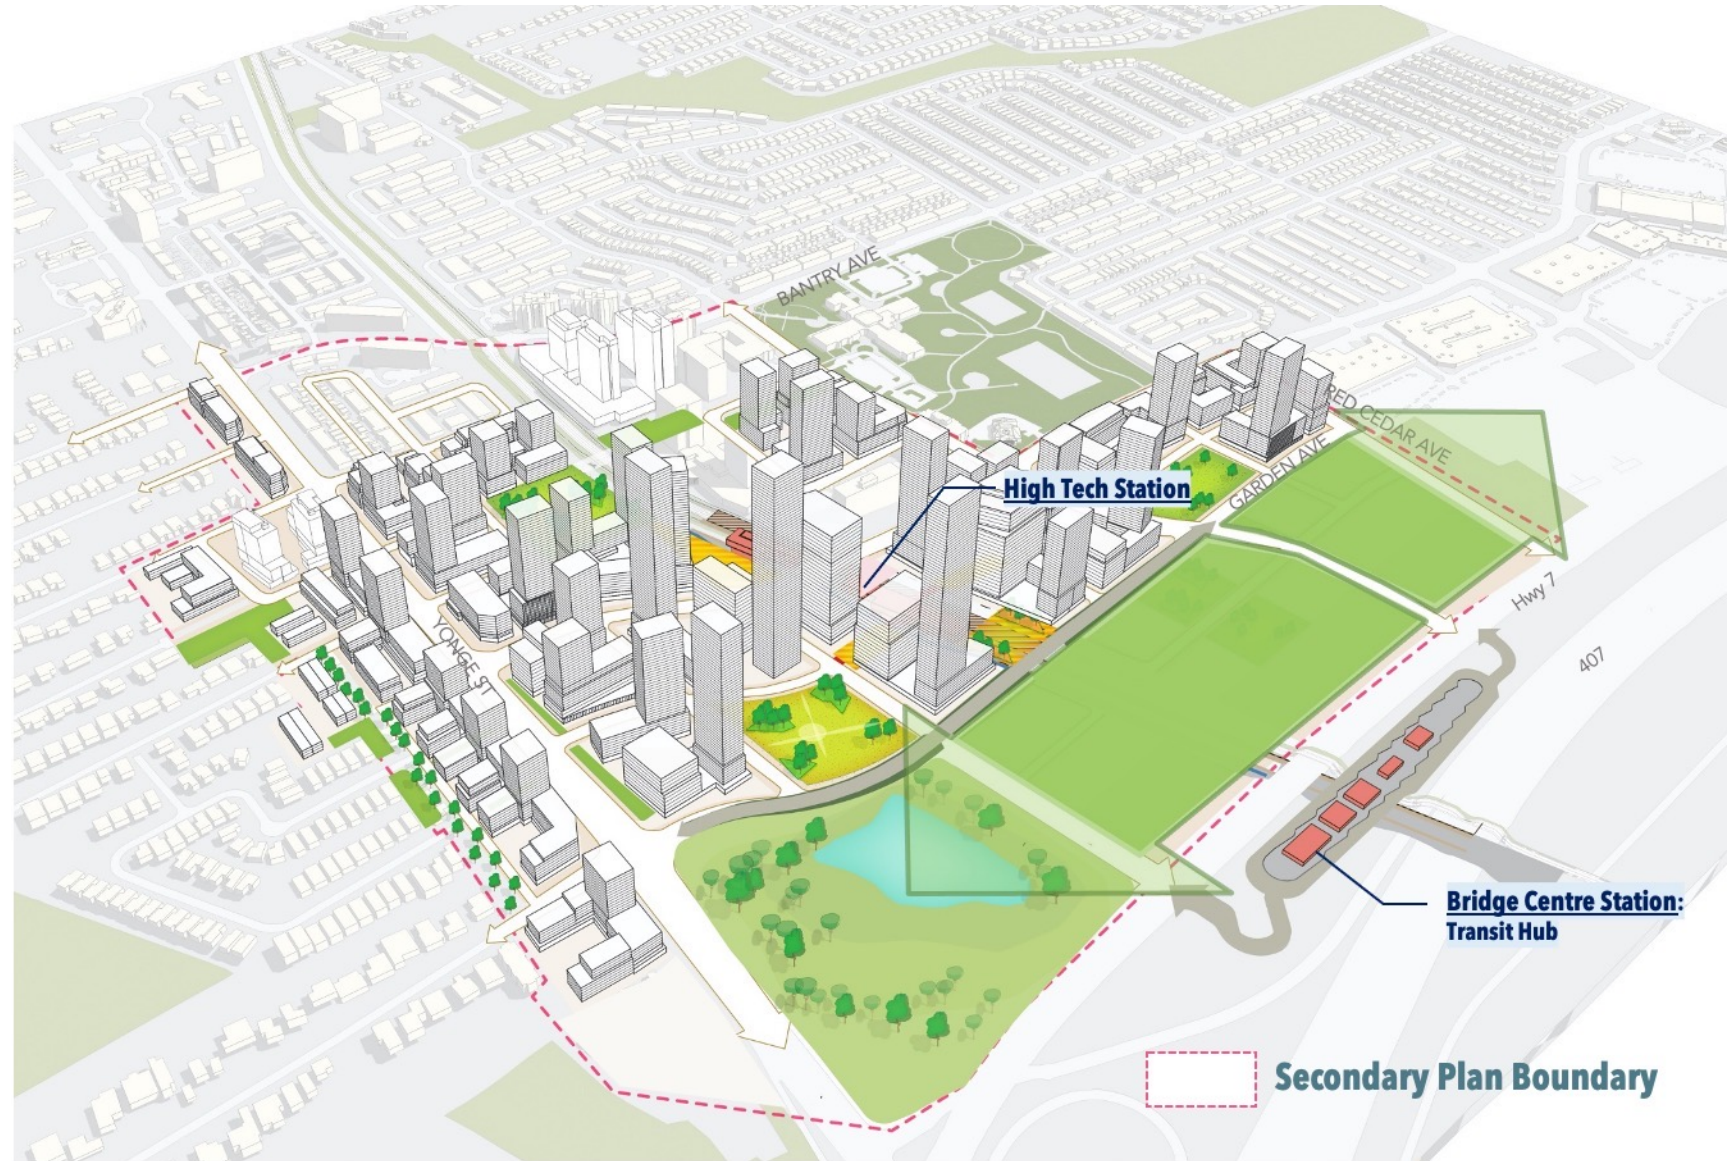 BANTRY AVE
RED CEDAR AVE
GARDEN AVE
High Tech Station
Hwy 7
YONGE ST
407
Bridge Centre Station:
Transit Hub
Secondary Plan Boundary